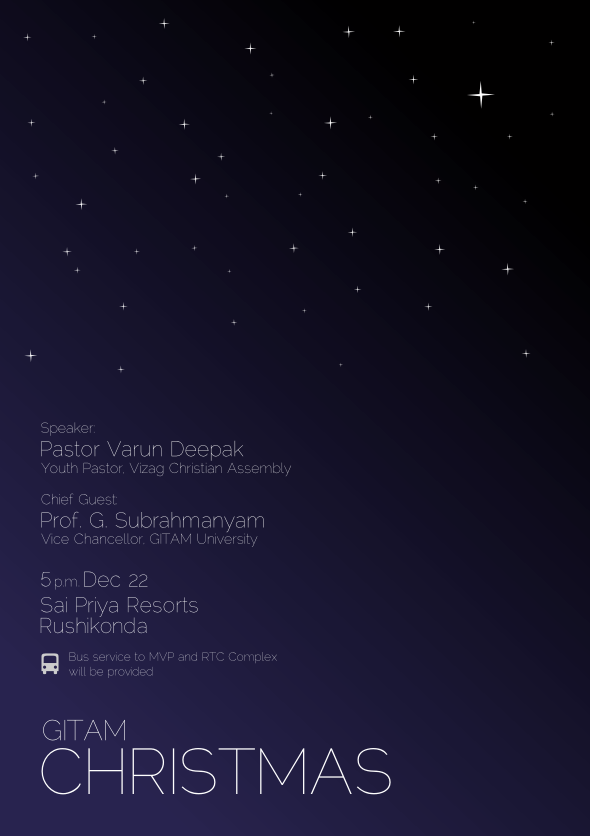 Speaker:
Pastor Varun Deepak
Youth Pastor, Vizag Christian Assembly
Chief Guest:
Prof. G. Subrahmanyam
Vice Chancellor, GITAM University
5 p.m. Dec 22
Sai Priya Resorts
Rushikonda
Bus service to MVP and RTC Complex
will be provided
GITAM
CHRISTMAS